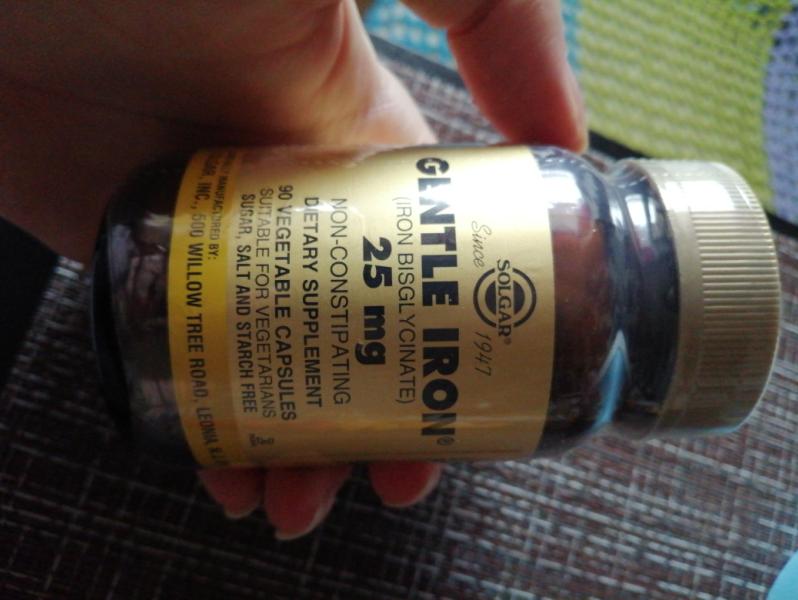 Since SOLGAR® 1947
GENTLE IRON®
(IRON BISGLYCINATE)
25 mg
NON-CONSTIPATING
DIETARY SUPPLEMENT
90 VEGETABLE CAPSULES
SUITABLE FOR VEGETARIANS
SUGAR, SALT AND STARCH FREE
MANUFACTURED BY:
SOLGAR, INC., 500 WILLOW TREE ROAD, LEONIA, N.J.